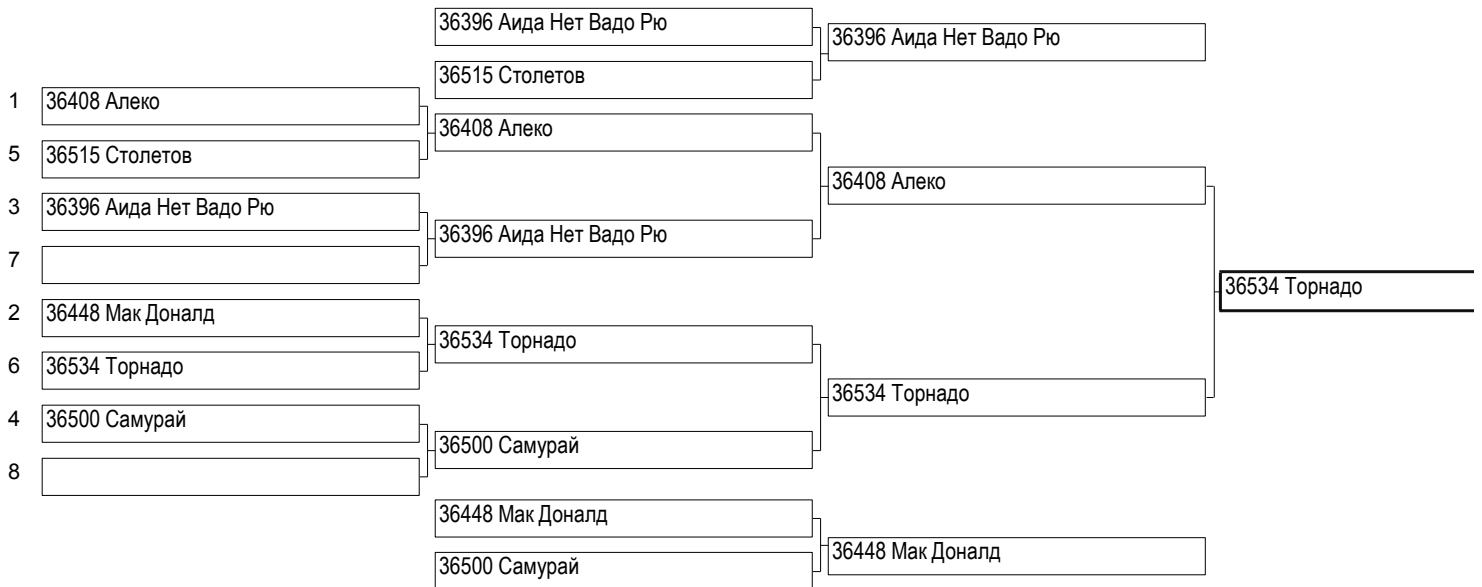 36396 Аида Нет Вадо Рю
36396 Аида Нет Вадо Рю
36515 Столетов
1 36408 Алеко
36408 Алеко
5 36515 Столетов
36408 Алеко
3 36396 Аида Нет Вадо Рю
36396 Аида Нет Вадо Рю
7
36534 Торнадо
2 36448 Мак Доналд
36534 Торнадо
6 36534 Торнадо
36534 Торнадо
4 36500 Самурай
36500 Самурай
8
36448 Мак Доналд
36448 Мак Доналд
36500 Самурай